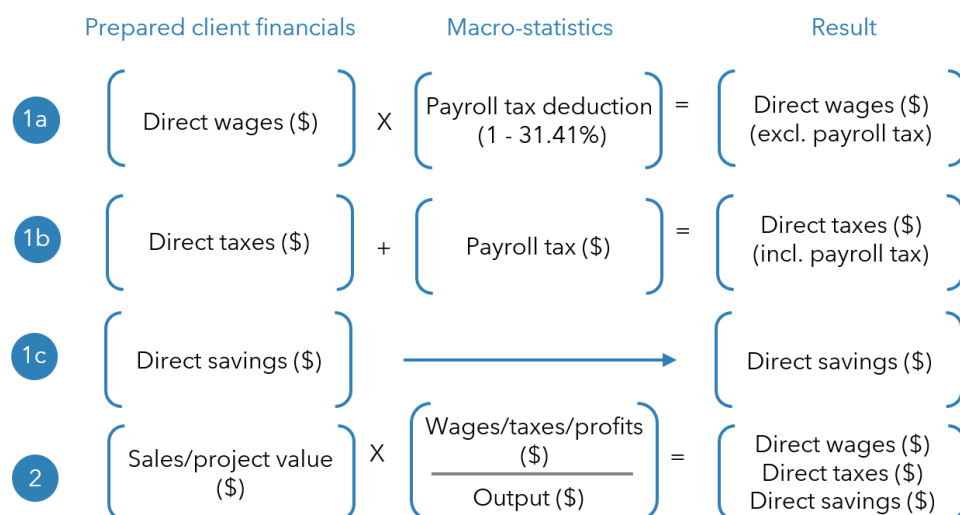 Prepared client financials
Macro-statistics
Result
1a
Direct wages ($)
X
Payroll tax deduction
(1 - 31.41%)
=
Direct wages ($)
(excl. payroll tax)
1b
Direct taxes ($)
+
Payroll tax ($)
=
Direct taxes ($)
(incl. payroll tax)
1c
Direct savings ($)
Direct savings ($)
2
Sales/project value
($)
X
Wages/taxes/profits
($)
Output ($)
=
Direct wages ($)
Direct taxes ($)
Direct savings ($)